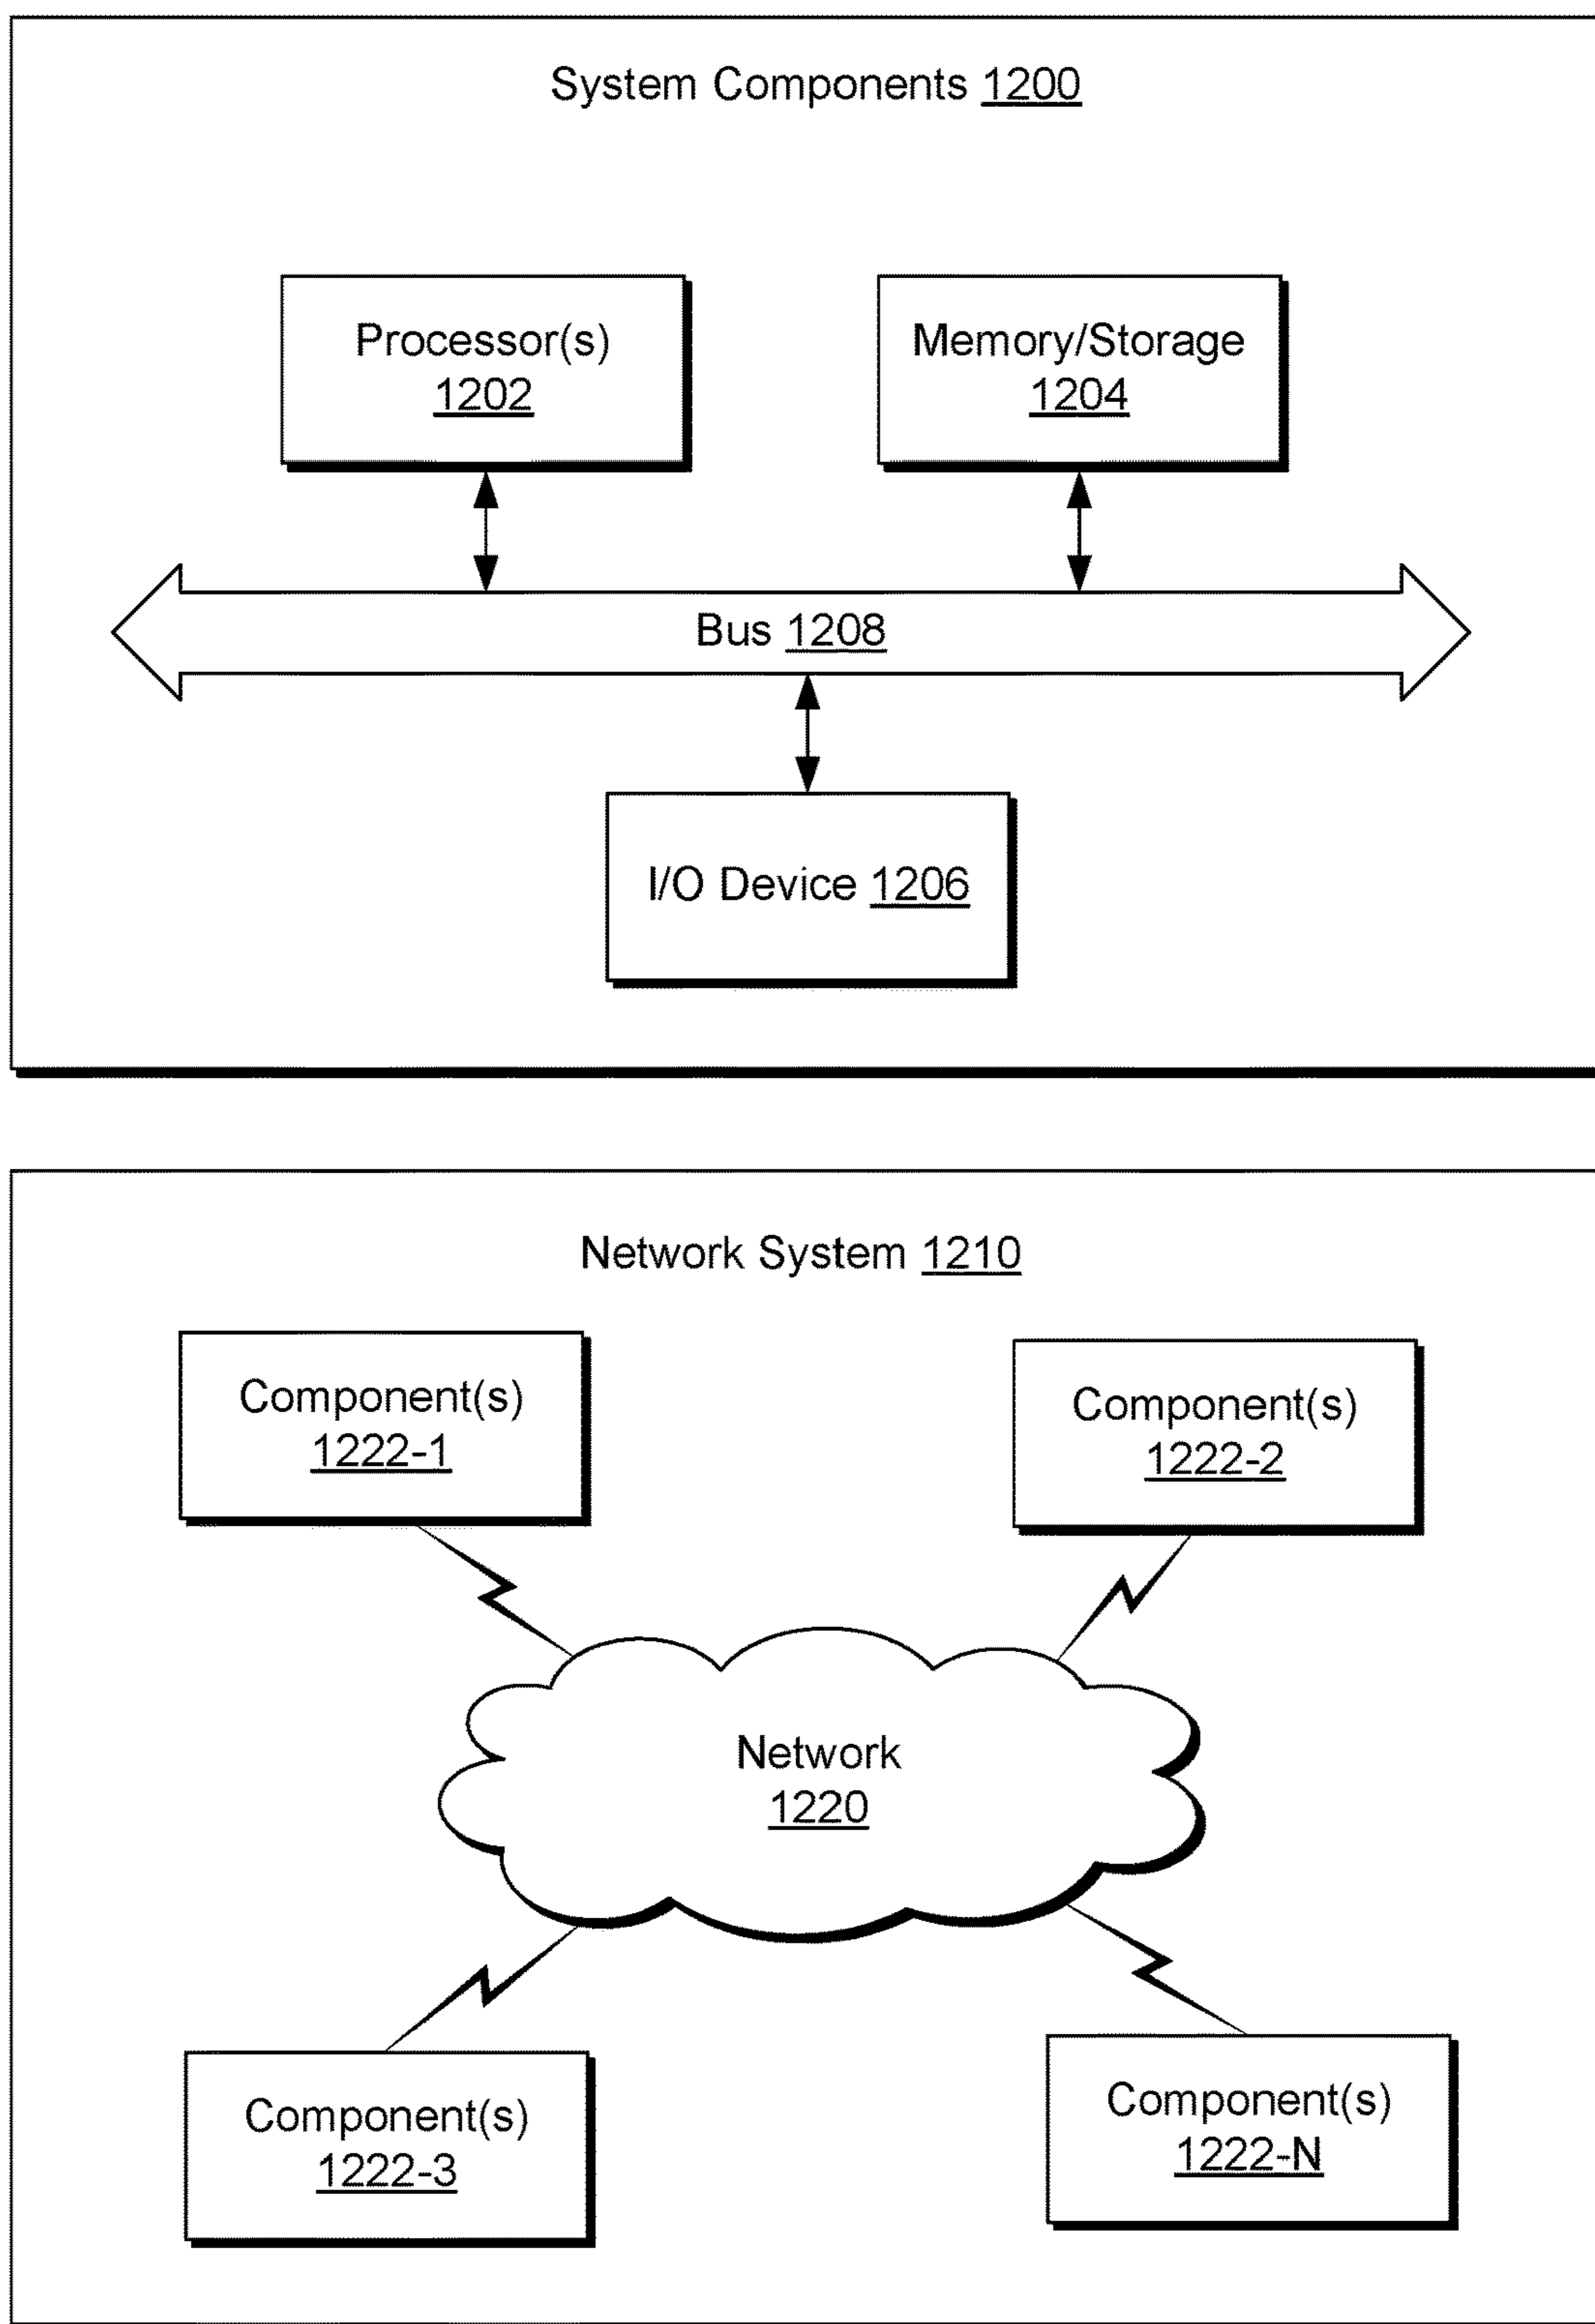 System Components 1200
Processor(s)
1202
Memory/Storage
1204
Bus 1208
I/O Device 1206
Network System 1210
Component(s)
1222-1
Component(s)
1222-2
Network
1220
Component(s)
1222-3
Component(s)
1222-N